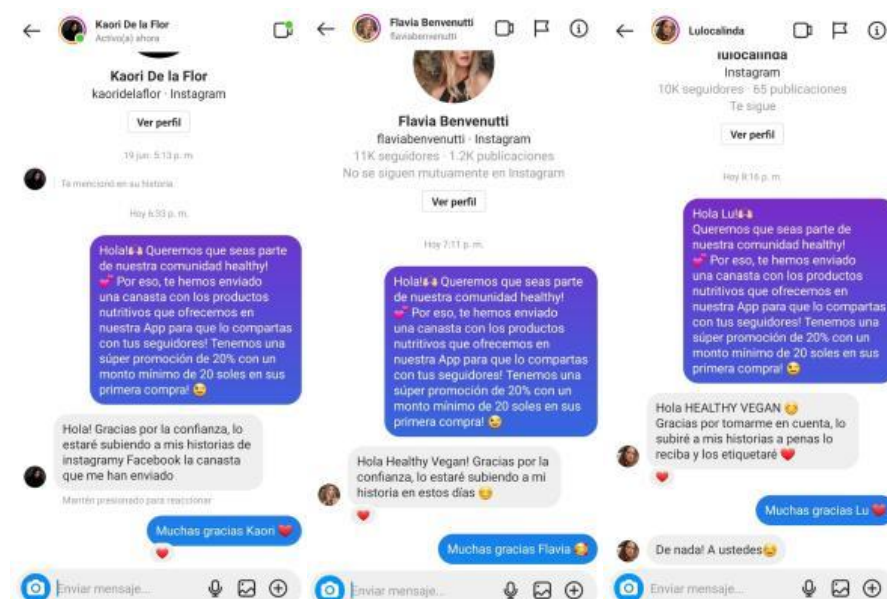 Kaori De la Flor
Activo(a) ahora
Kaori De la Flor
kaoridelaflor · Instagram
Ver perfil
19 jun. 5:13 p. m.
Te mencionó en su historia
Hoy 6:33 p. m.
Hola! Queremos que seas parte
de nuestra comunidad healthy!
Por eso, te hemos enviado
una canasta con los productos
nutritivos que ofrecemos en
nuestra App para que lo compartas
con tus seguidores! Tenemos una
súper promoción de 20% con un
monto mínimo de 20 soles en sus
primera compra!
Hola! Gracias por la confianza, lo
estaré subiendo a mis historias de
instagramy Facebook la canasta
que me han enviado
Mantén presionado para reaccionar
Muchas gracias Kaori
Enviar mensaje...
Flavia Benvenutti
flaviabenvenutti
Flavia Benvenutti
flaviabenvenutti · Instagram
11K seguidores · 1.2K publicaciones
No se siguen mutuamente en Instagram
Ver perfil
Hoy 7:11 p. m.
Hola! Queremos que seas parte
de nuestra comunidad healthy!
Por eso, te hemos enviado
una canasta con los productos
nutritivos que ofrecemos en
nuestra App para que lo compartas
con tus seguidores! Tenemos una
súper promoción de 20% con un
monto mínimo de 20 soles en sus
primera compra!
Hola Healthy Vegan! Gracias por la
confianza, lo estaré subiendo a mi
historia en estos días
Muchas gracias Flavia
Enviar mensaje...
Lulocalinda
lulocalinda
Instagram
10K seguidores · 65 publicaciones
Te sigue
Ver perfil
Hoy 8:16 p. m.
Hola Lu!
Queremos que seas parte de
nuestra comunidad healthy!
Por eso, te hemos enviado
una canasta con los productos
nutritivos que ofrecemos en
nuestra App para que lo compartas
con tus seguidores! Tenemos una
súper promoción de 20% con un
monto mínimo de 20 soles en sus
primera compra!
Hola HEALTHY VEGAN
Gracias por tomarme en cuenta, lo
subiré a mis historias a penas lo
reciba y los etiquetaré
Muchas gracias Lu
De nada! A ustedes
Enviar mensaje...